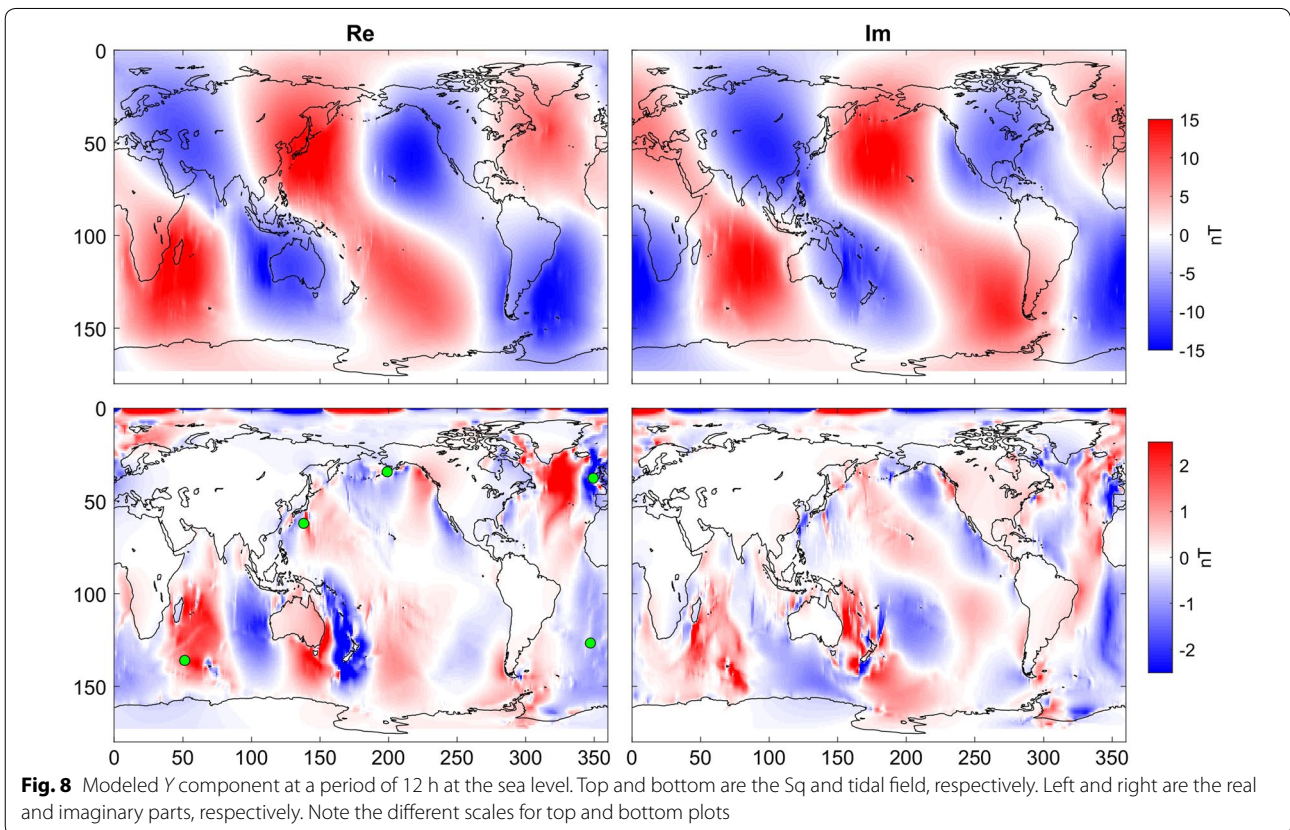 Re Im
0
50
100
150
15
10
5
0
-5
-10
-15
nT
0
50
100
150
0 50 100 150 200 250 300 350
0 50 100 150 200 250 300 350
2
1
0
-1
-2
nT
Fig. 8 Modeled Y component at a period of 12 h at the sea level. Top and bottom are the Sq and tidal field, respectively. Left and right are the real
and imaginary parts, respectively. Note the different scales for top and bottom plots